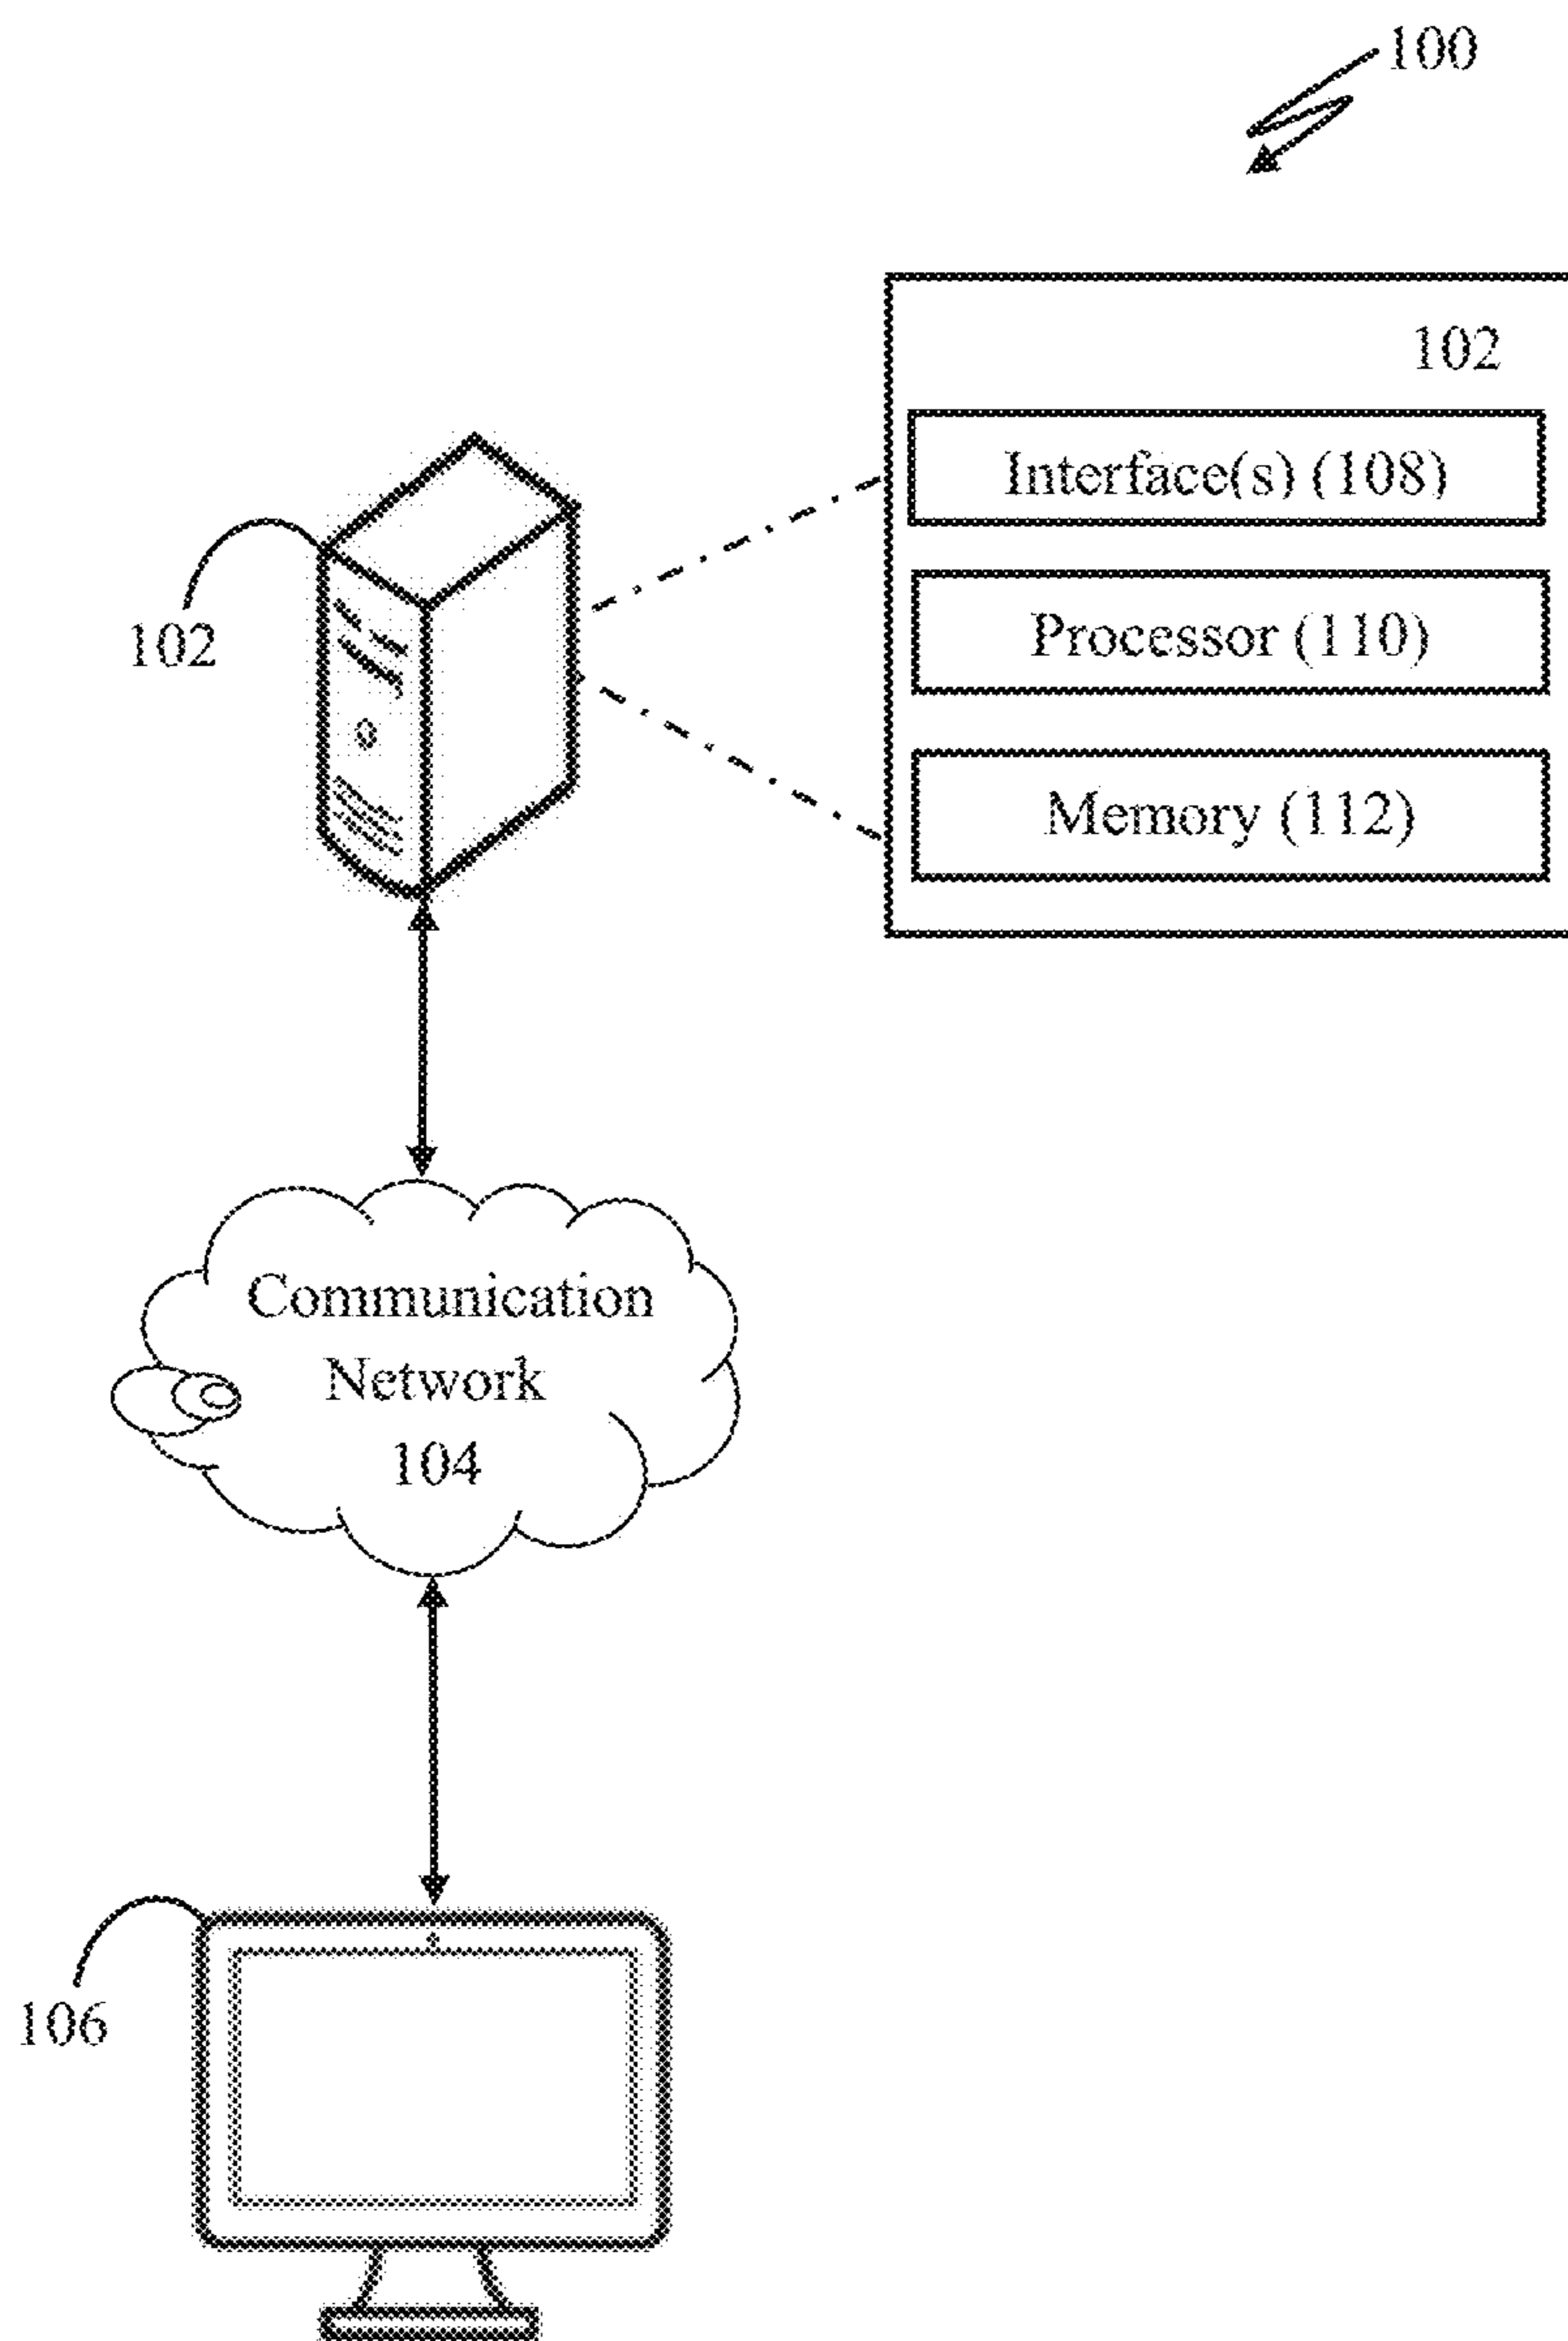 100
102
Interface(s) (108)
102
Processor (110)
Memory (112)
Communication
Network
104
106